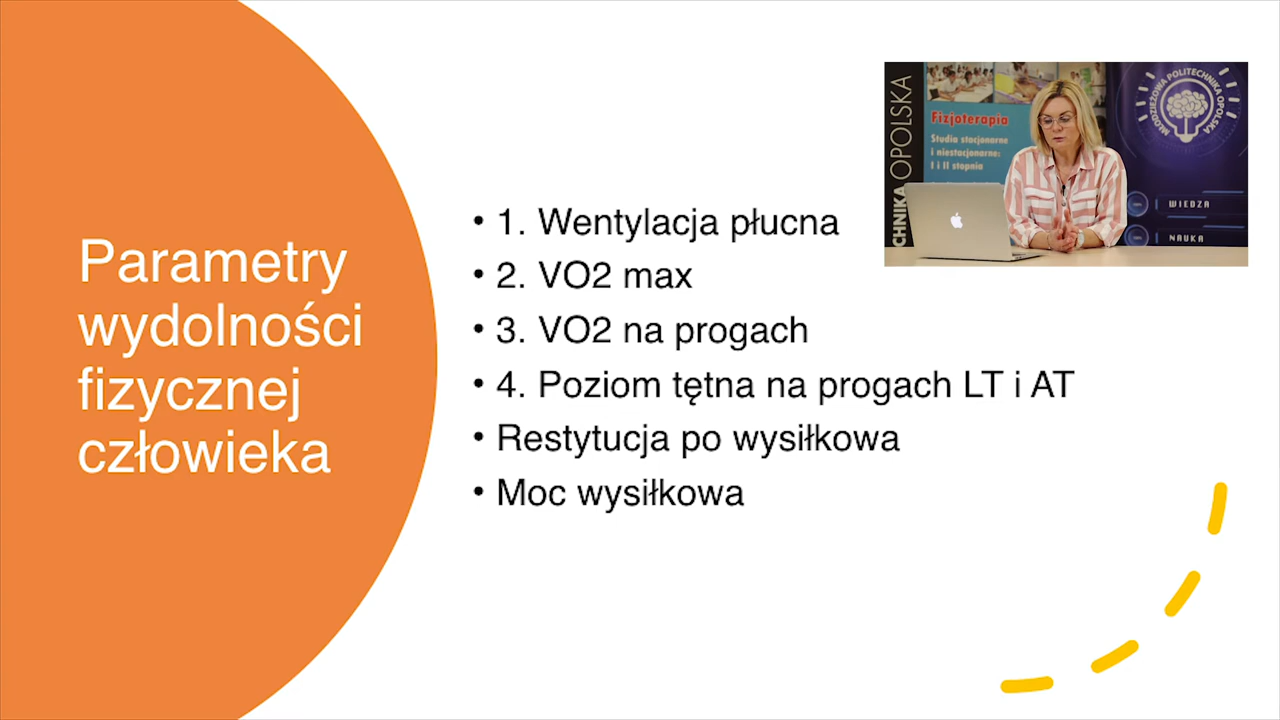 Parametry
wydolności
fizycznej
człowieka
• 1. Wentylacja płucna
• 2. VO2 max
• 3. VO2 na progach
• 4. Poziom tętna na progach LT i AT
• Restytucja po wysiłkowa
• Moc wysiłkowa
CHNIKA OPOLSKA
Fizjoterapia
Studia stacjonarne
i niestacjonarne:
I i II stopnia
MŁODZIEŻOWA POLITECHNIKA OPOLSKA
WIEDZA
NAUKA